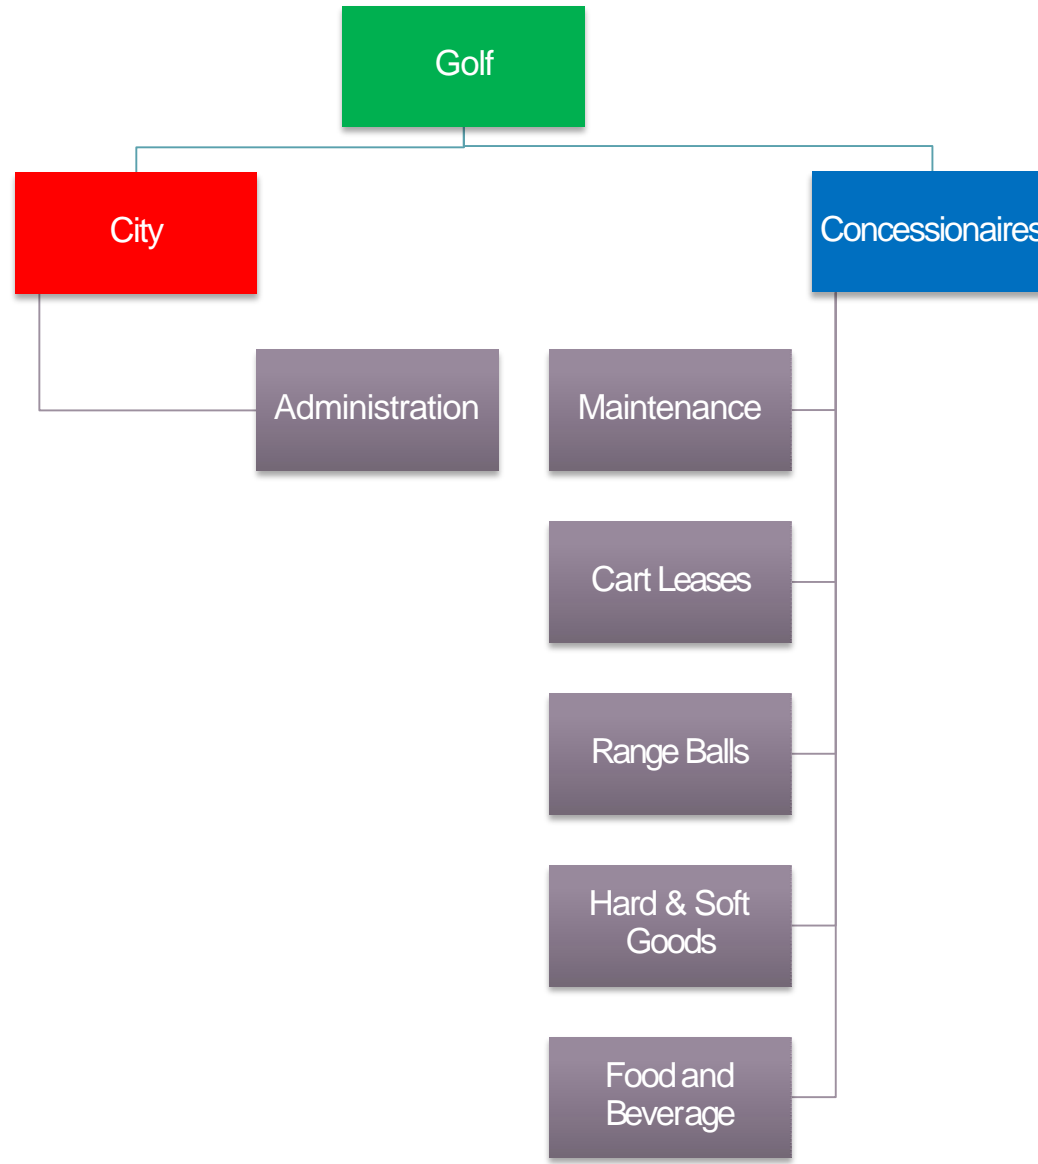 Golf
City
Concessionaires
Administration
Maintenance
Cart Leases
Range Balls
Hard & Soft
Goods
Food and
Beverage